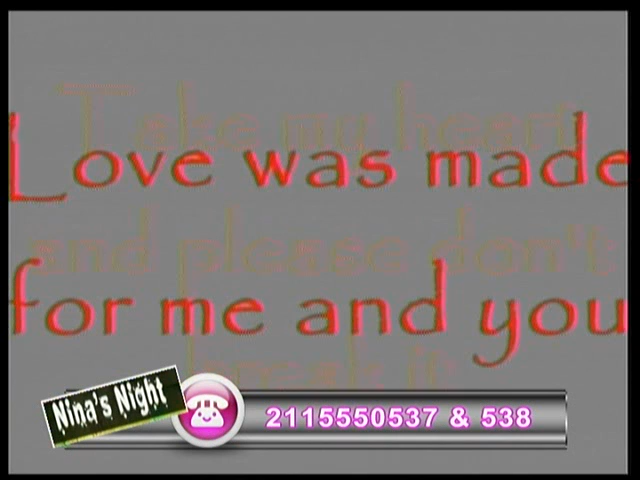 Take my heart
Love was made
and please don't
for me and you
break it
Nina's Night
2115550537 & 538